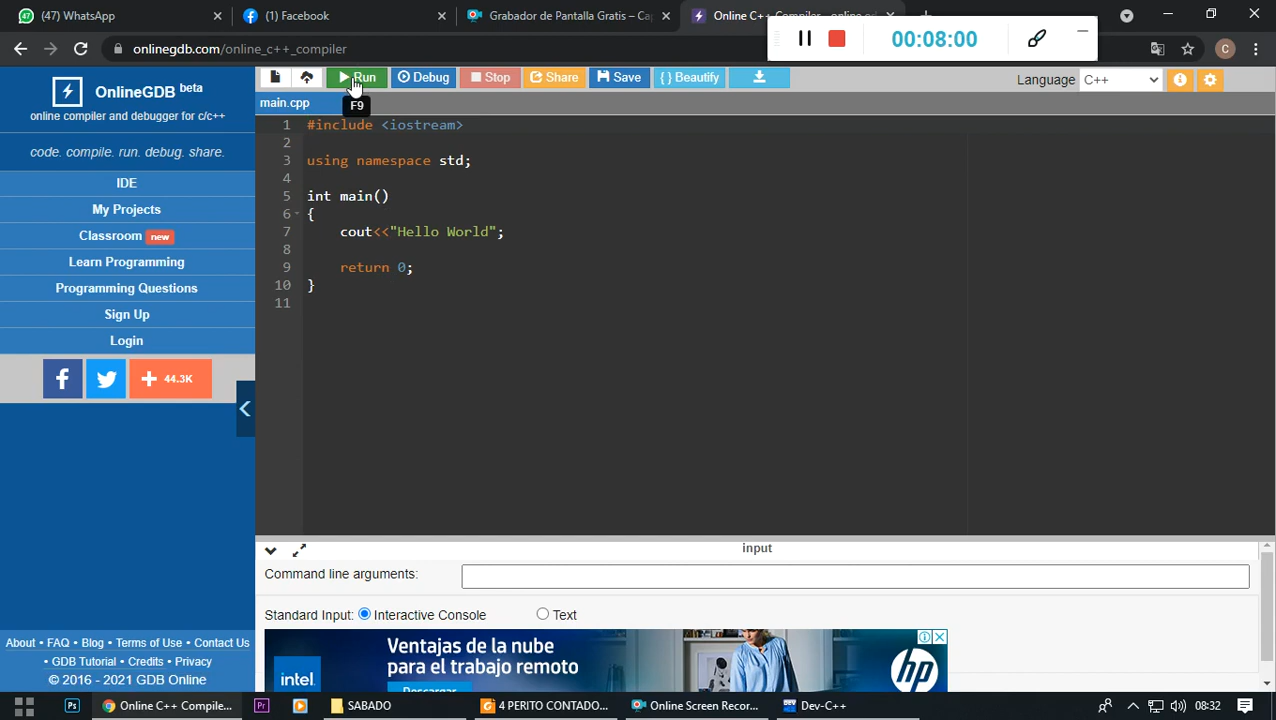 (47) WhatsApp
(1) Facebook
Grabador de Pantalla Gratis – Cap
Online C++ Compiler - online edi
00:08:00
onlinegdb.com/online_c++_compiler
C
Run
Debug
Stop
Share
Save
{ } Beautify
Language
C++
OnlineGDB beta
online compiler and debugger for c/c++
code. compile. run. debug. share.
IDE
My Projects
Classroom new
Learn Programming
Programming Questions
Sign Up
Login
44.3K
About • FAQ • Blog • Terms of Use • Contact Us
• GDB Tutorial • Credits • Privacy
© 2016 - 2021 GDB Online
main.cpp
F9
1 #include <iostream>
2
3 using namespace std;
4
5 int main()
6 {
7 cout<<"Hello World";
8
9 return 0;
10 }
11
input
Command line arguments:
Standard Input:
Interactive Console
Text
Ventajas de la nube
para el trabajo remoto
Descargar
intel.
hp
Online C++ Compile...
SABADO
4 PERITO CONTADO...
Online Screen Recor...
Dev-C++
08:32